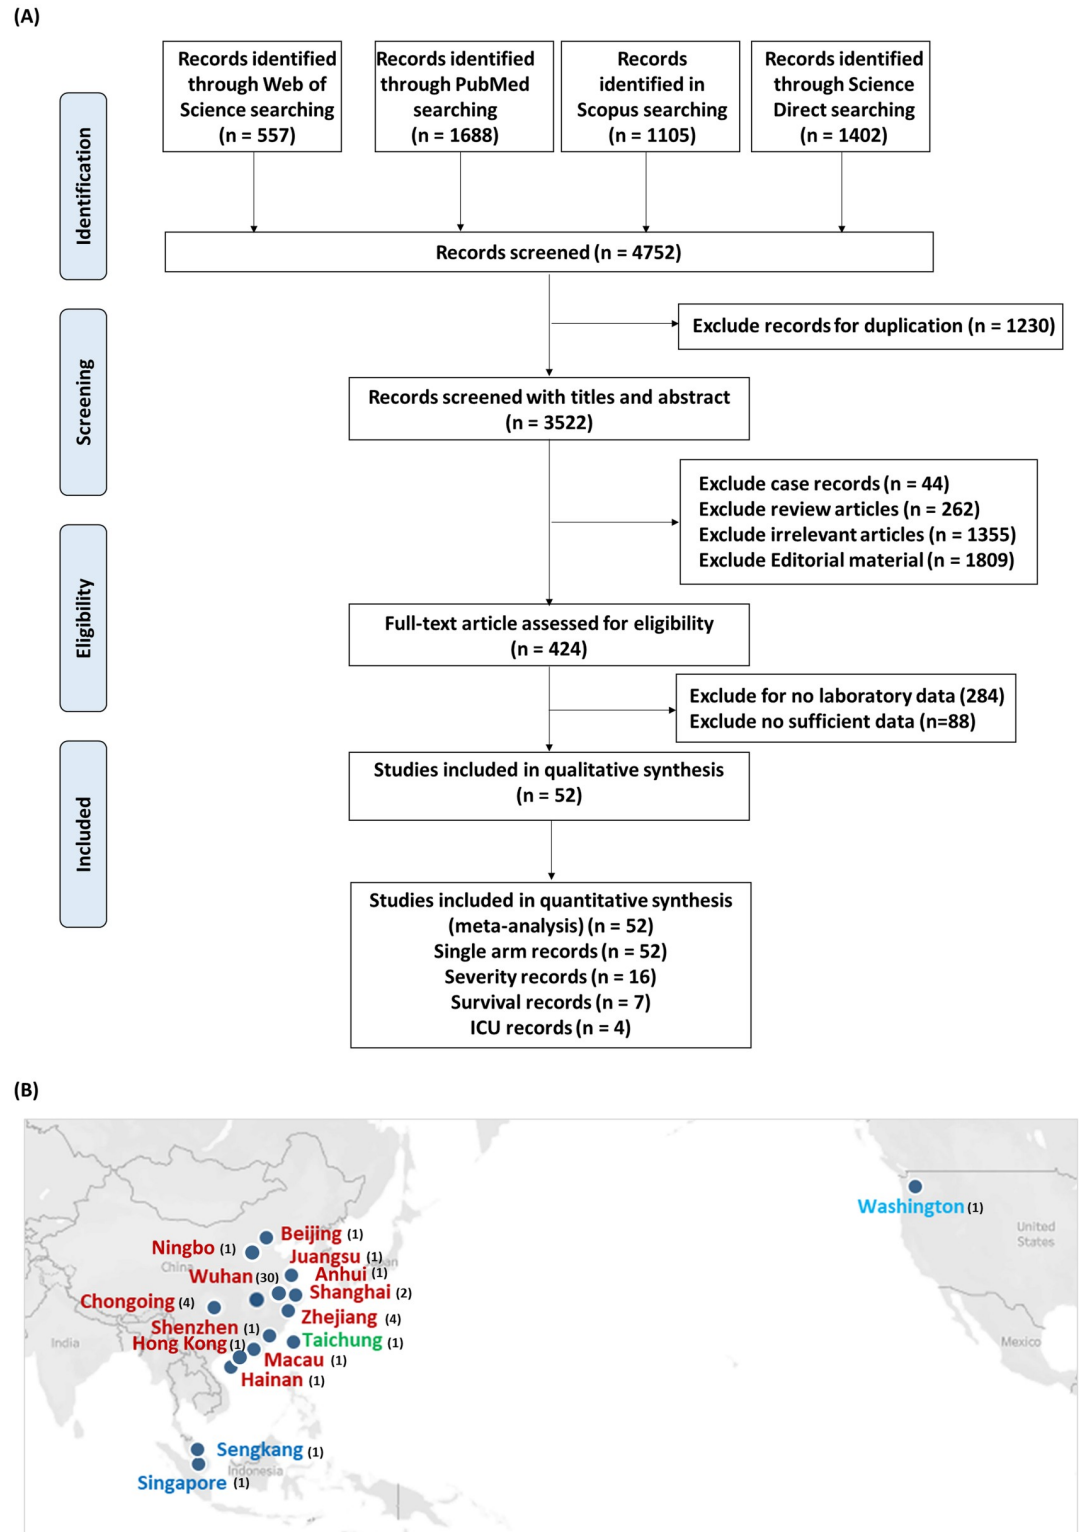 (A)
Records identified
through Web of
Science searching
(n = 557)
Records identified
through PubMed
searching
(n = 1688)
Records
identified in
Scopus searching
(n = 1105)
Records identified
through Science
Direct searching
(n = 1402)
Identification
Records screened (n = 4752)
Exclude records for duplication (n = 1230)
Screening
Records screened with titles and abstract
(n = 3522)
Exclude case records (n = 44)
Exclude review articles (n = 262)
Exclude irrelevant articles (n = 1355)
Exclude Editorial material (n = 1809)
Eligibility
Full-text article assessed for eligibility
(n = 424)
Exclude for no laboratory data (284)
Exclude no sufficient data (n=88)
Included
Studies included in qualitative synthesis
(n = 52)
Studies included in quantitative synthesis
(meta-analysis) (n = 52)
Single arm records (n = 52)
Severity records (n = 16)
Survival records (n = 7)
ICU records (n = 4)
(B)
Washington (1)
United
States
Beijing (1)
Ningbo (1)
Juangsu (1)
China
Anhui (1)
Wuhan (30)
Shanghai (2)
Chongoing (4)
Zhejiang (4)
Shenzhen (1)
Taichung (1)
Hong Kong (1)
India
Mexico
Macau (1)
Hainan (1)
Sengkang (1)
Indonesia
Singapore (1)